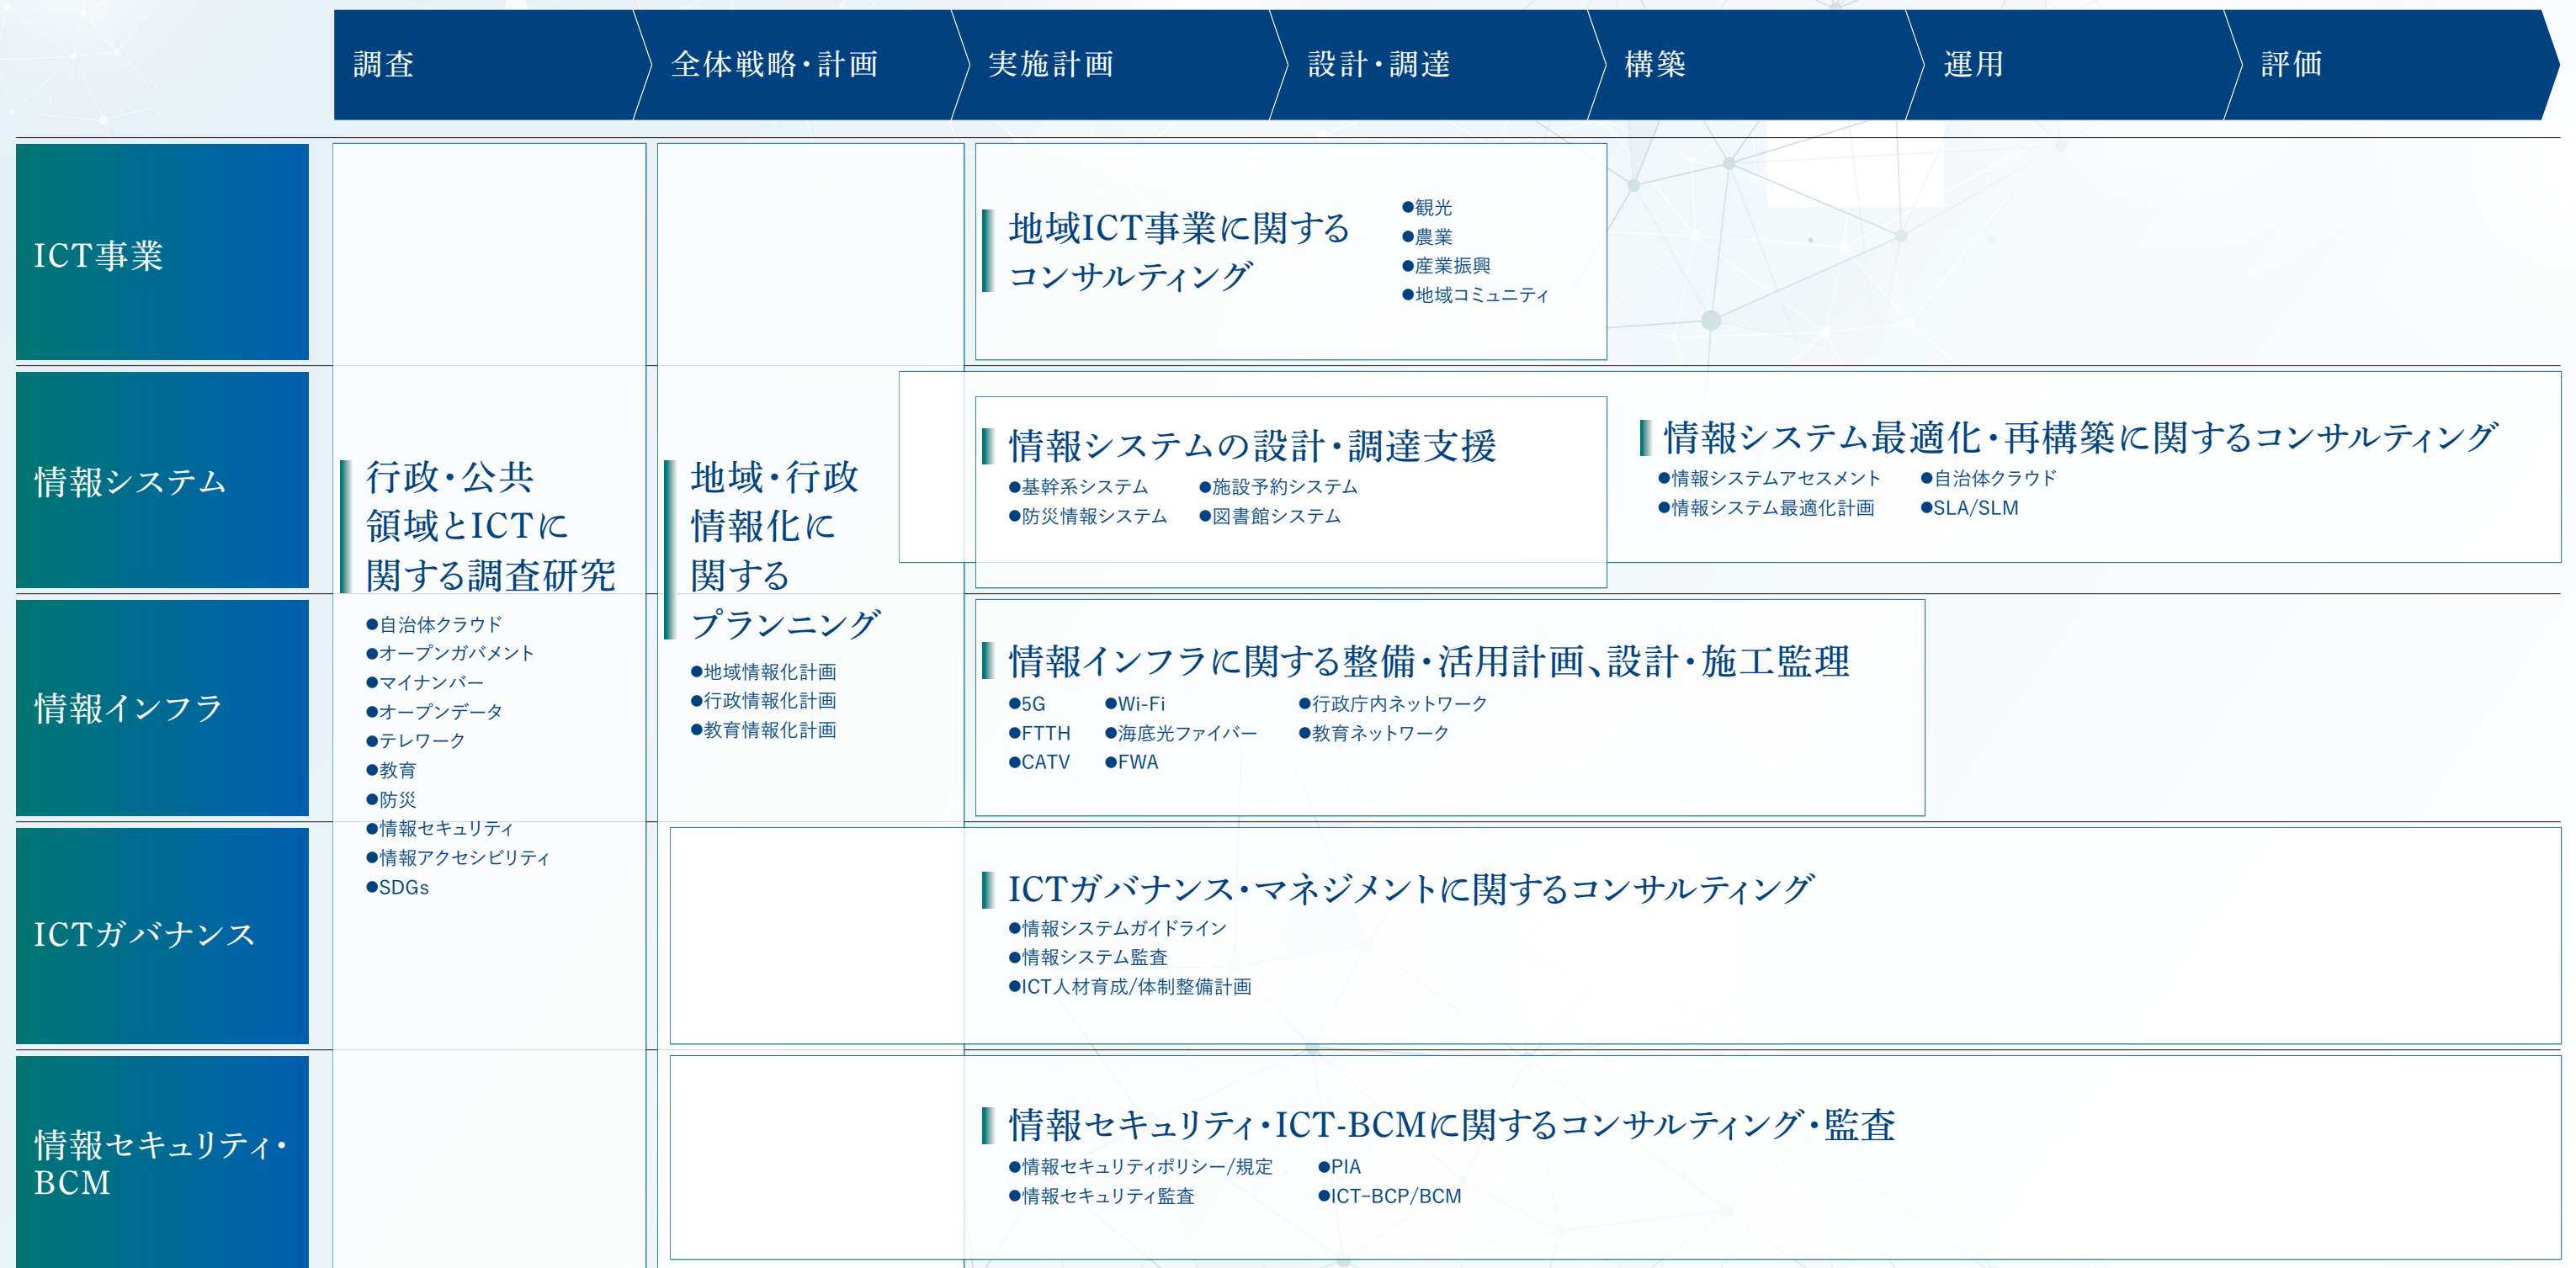 調査
全体戦略・計画
実施計画
設計・調達
構築
運用
評価
ICT事業
地域ICT事業に関する
コンサルティング
●観光
●農業
●産業振興
●地域コミュニティ
情報システム
行政・公共
領域とICTに
関する調査研究
●自治体クラウド
●オープンガバメント
●マイナンバー
●オープンデータ
●テレワーク
●教育
●防災
●情報セキュリティ
●情報アクセシビリティ
●SDGs
地域・行政
情報化に
関する
プランニング
●地域情報化計画
●行政情報化計画
●教育情報化計画
情報システムの設計・調達支援
●基幹系システム ●施設予約システム
●防災情報システム ●図書館システム
情報システム最適化・再構築に関するコンサルティング
●情報システムアセスメント ●自治体クラウド
●情報システム最適化計画 ●SLA/SLM
情報インフラ
情報インフラに関する整備・活用計画、設計・施工監理
●5G ●Wi-Fi ●行政庁内ネットワーク
●FTTH ●海底光ファイバー ●教育ネットワーク
●CATV ●FWA
ICTガバナンス
ICTガバナンス・マネジメントに関するコンサルティング
●情報システムガイドライン
●情報システム監査
●ICT人材育成/体制整備計画
情報セキュリティ・
BCM
情報セキュリティ・ICT-BCMに関するコンサルティング・監査
●情報セキュリティポリシー/規定 ●PIA
●情報セキュリティ監査 ●ICT−BCP/BCM